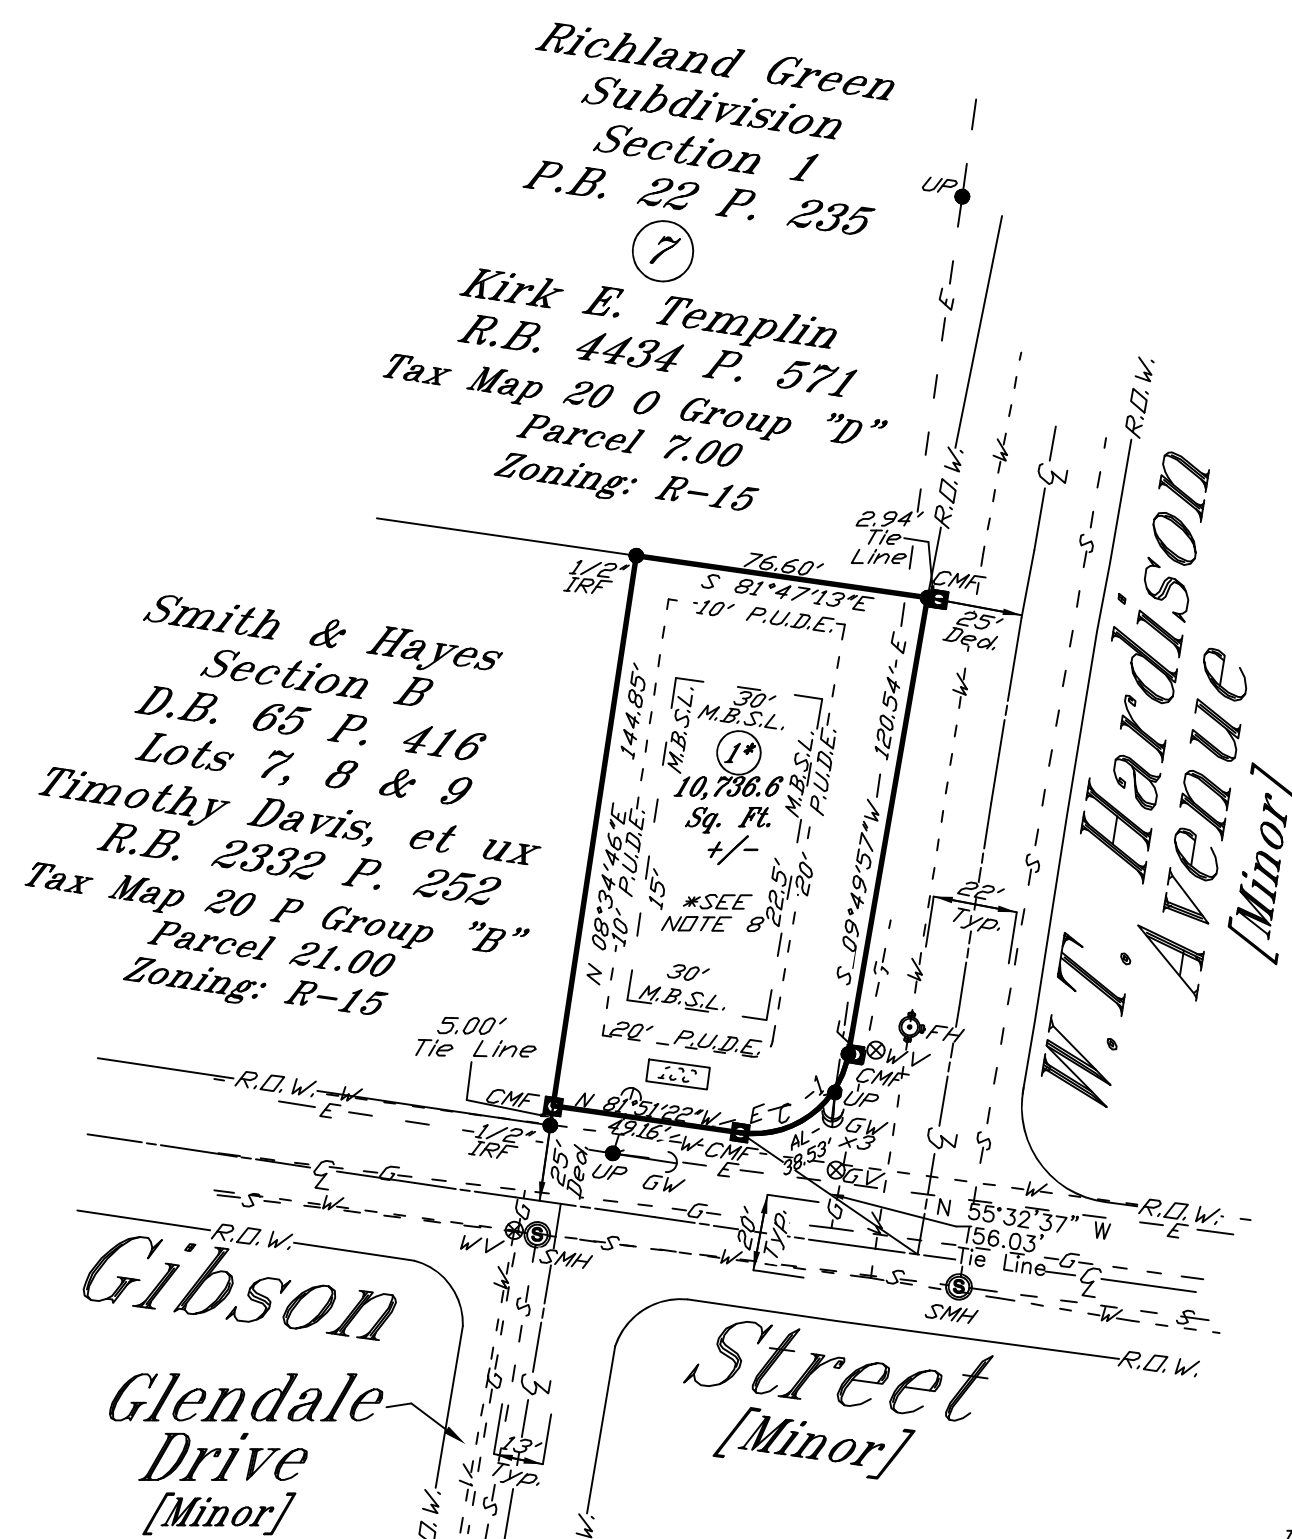 Richland Green
Subdivision
Section 1
P.B. 22 P. 235
7
Kirk E. Templin
R.B. 4434 P. 571
Tax Map 20 O Group "D"
Parcel 7.00
Zoning: R-15
UP
E
R.O.W.
W
R.O.W.
S
2.94'
Tie
Line
CMF
25'
Ded.
1/2"
IRF
76.60'
S 81°47'13"E
10' P.U.D.E.
Smith & Hayes
Section B
D.B. 65 P. 416
Lots 7, 8 & 9
Timothy Davis, et ux
R.B. 2332 P. 252
Tax Map 20 P Group "B"
Parcel 21.00
Zoning: R-15
N 08°34'46"E
144.85'
10' P.U.D.E.
15'
M.B.S.L.
30'
M.B.S.L.
1*
10,736.6
Sq. Ft.
+/-
*SEE
NOTE 8
22.5'
M.B.S.L.
20'
P.U.D.E.
30'
M.B.S.L.
20' P.U.D.E.
S 09°49'57"W
120.54'
E
W
S
W.T. Hardison
Avenue
[Minor]
22'
Typ.
W
FH
WV
CMF
UP
GW
x3
GV
5.00'
Tie Line
CMF
1/2"
IRF
N 81°51'22"W
49.16'
CMF
E
AL-
38.53'
25'
Ded.
UP
GW
E
W
R.O.W.
W
E
G
S
W
R.O.W.
WV
SMH
G
S
W
20'
TYP.
N 55°32'37" W
156.03'
Tie Line
W
R.O.W.
E
G
S
SMH
W
S
R.O.W.
Gibson
Street
[Minor]
Glendale
Drive
[Minor]
13'
Typ.
W
S
G
W
S